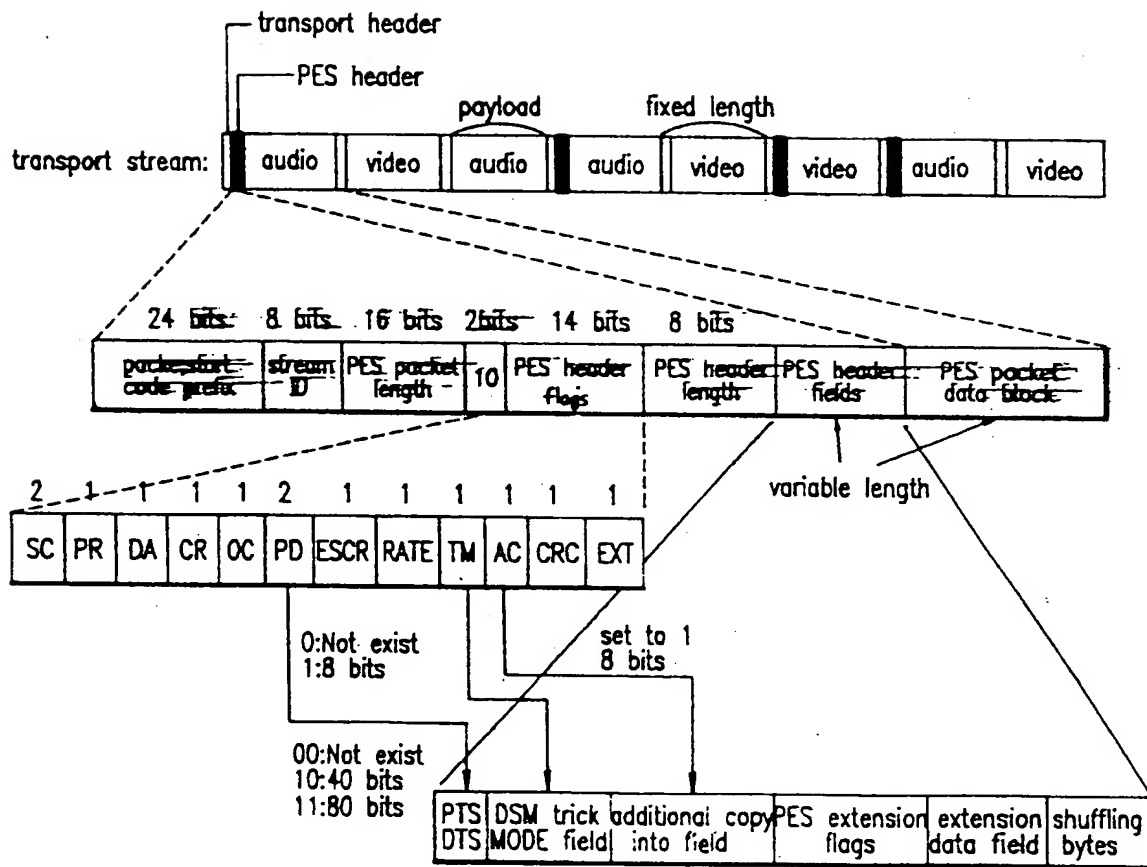 transport header
PES header
payload
fixed length
transport stream:
audio video audio audio video video audio video
24 bits 8 bits 16 bits 2bits 14 bits 8 bits
stream ID
PES packet length
10
PES header flags
PES header length
PES header fields
PES packet data block
code prefix
variable length
2 1 1 1 1 2 1 1 1 1 1 1
SC PR DA CR OC PD ESCR RATE TM AC CRC EXT
0:Not exist
1:8 bits
set to 1
8 bits
00:Not exist
10:40 bits
11:80 bits
PTS DSM trick additional copy PES extension extension shuffling
DTS MODE field into field flags data field bytes